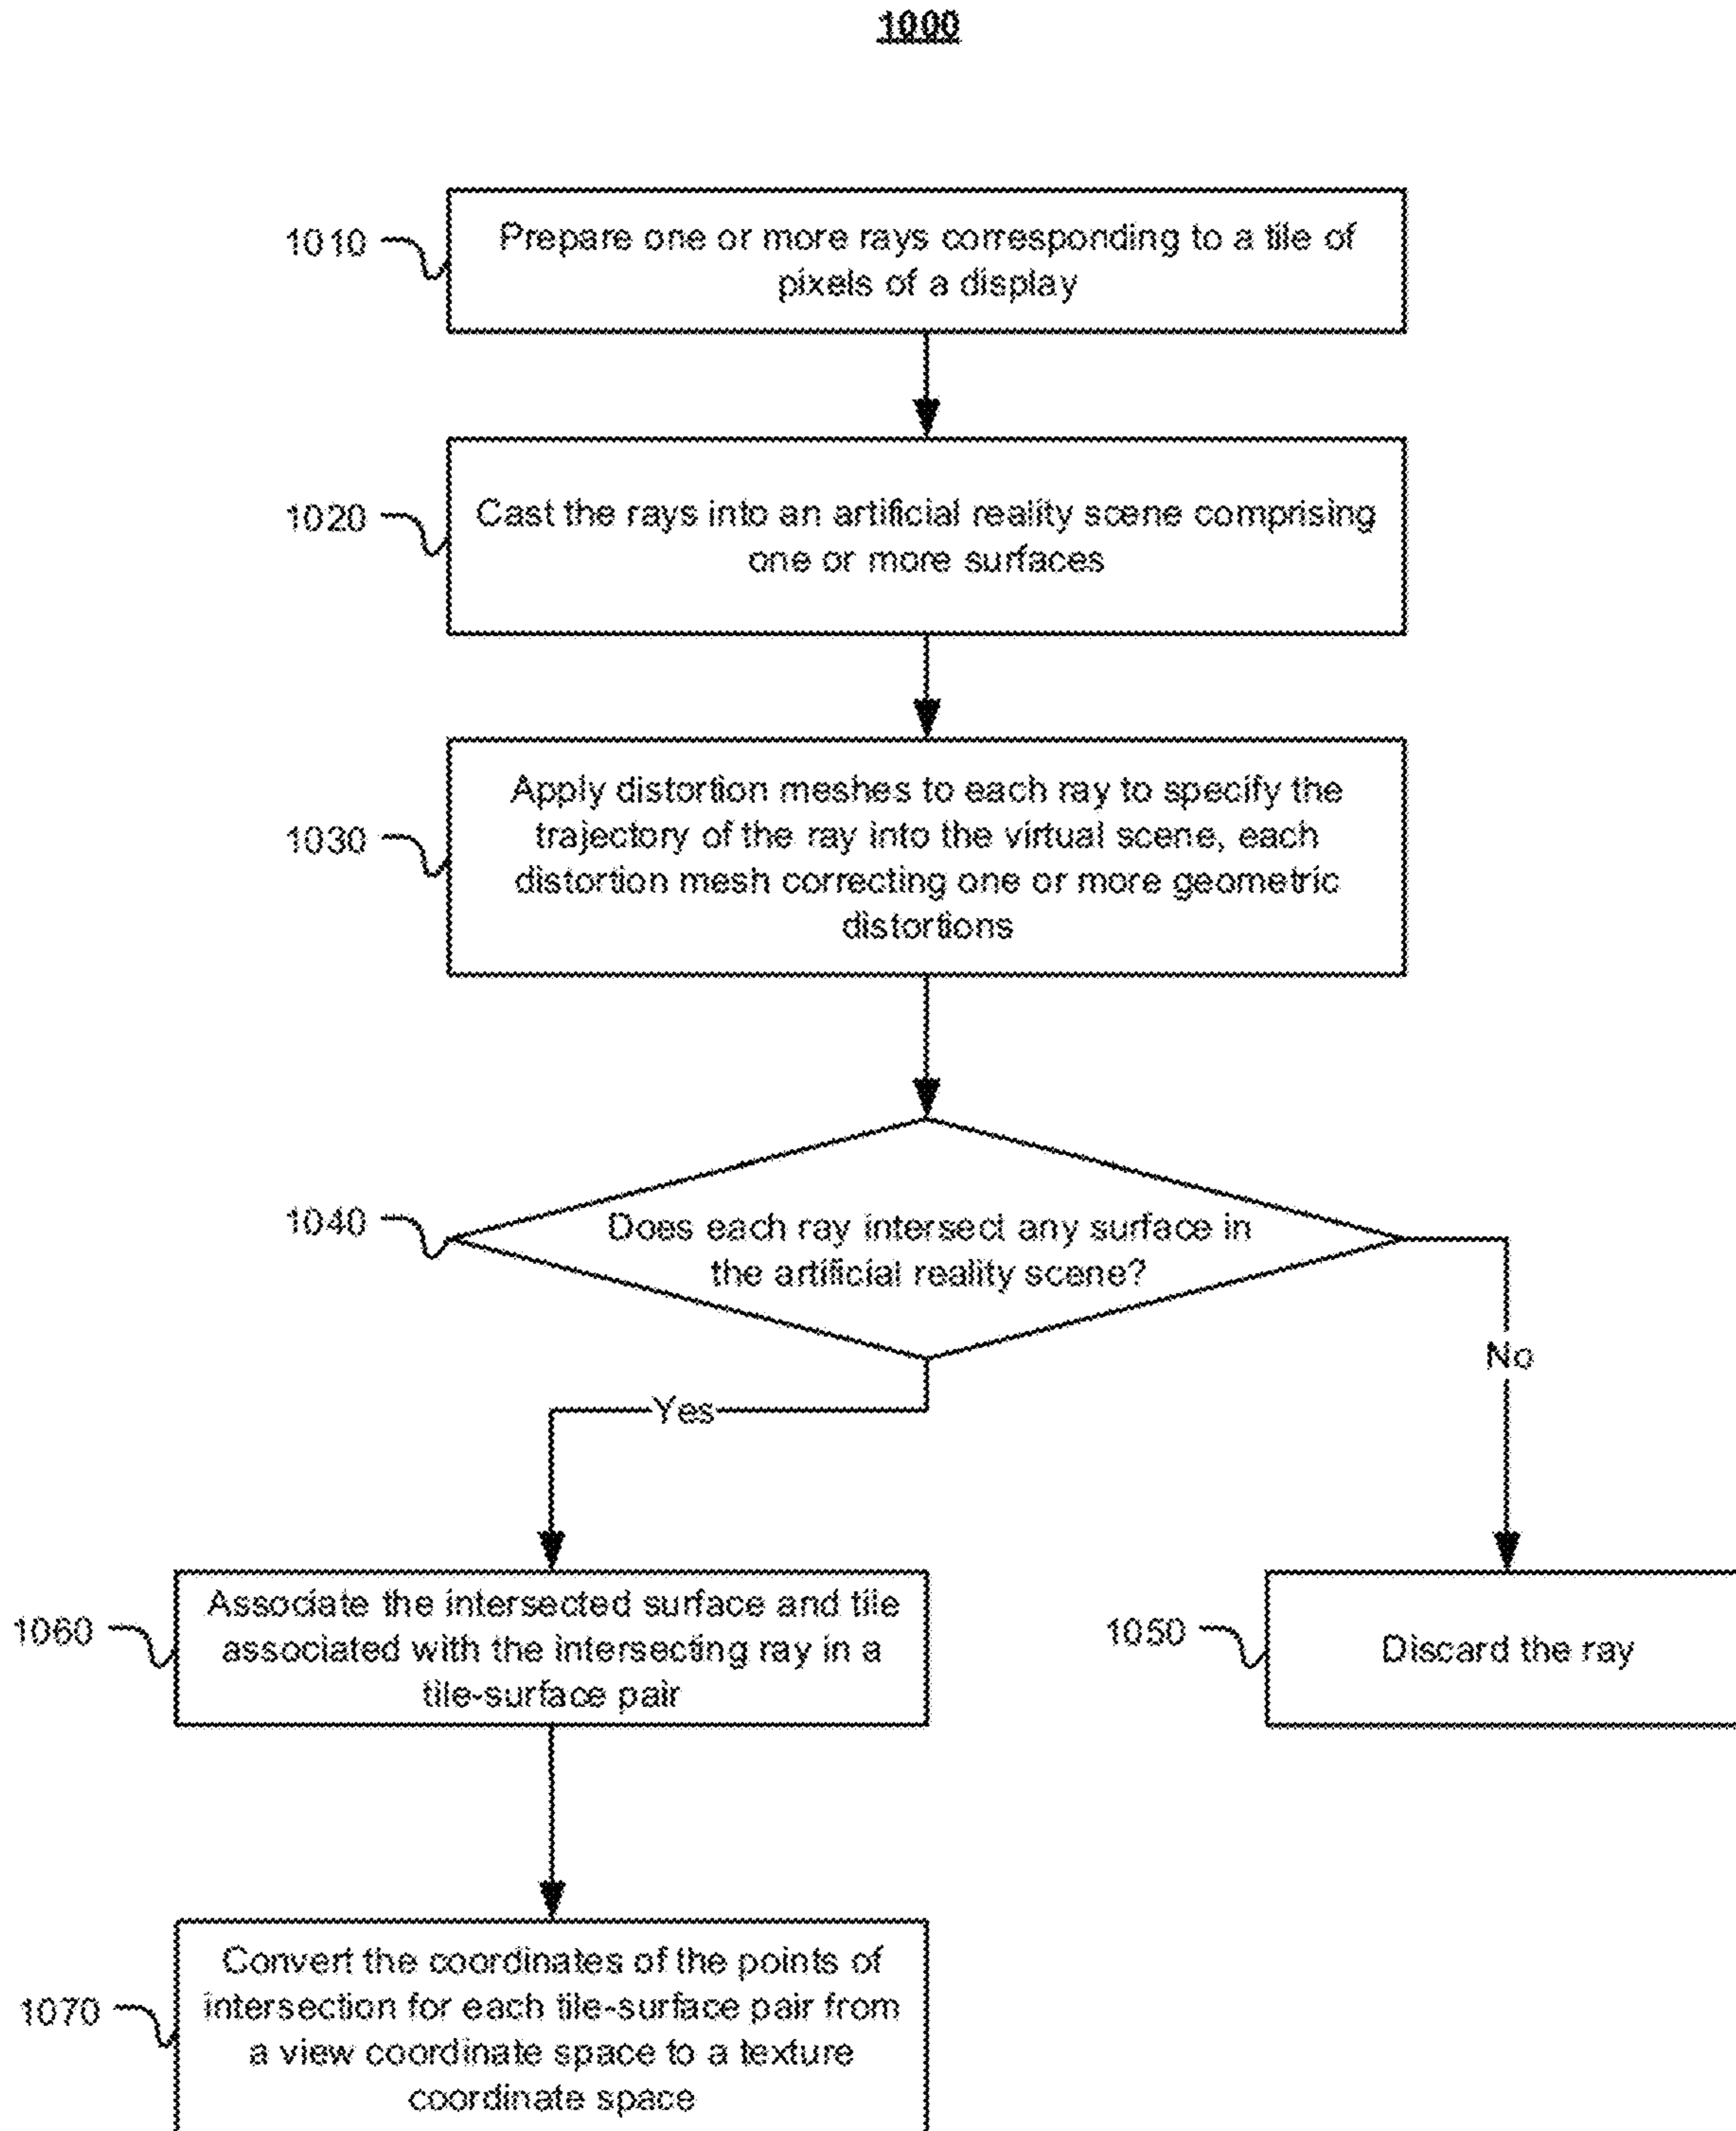 1000
1010
Prepare one or more rays corresponding to a tile of
pixels of a display
1020
Cast the rays into an artificial reality scene comprising
one or more surfaces
1030
Apply distortion meshes to each ray to specify the
trajectory of the ray into the virtual scene, each
distortion mesh correcting one or more geometric
distortions
1040
Does each ray intersect any surface in
the artificial reality scene?
No
Yes
1060
Associate the intersected surface and tile
associated with the intersecting ray in a
tile-surface pair
1050
Discard the ray
1070
Convert the coordinates of the points of
intersection for each tile-surface pair from
a view coordinate space to a texture
coordinate space